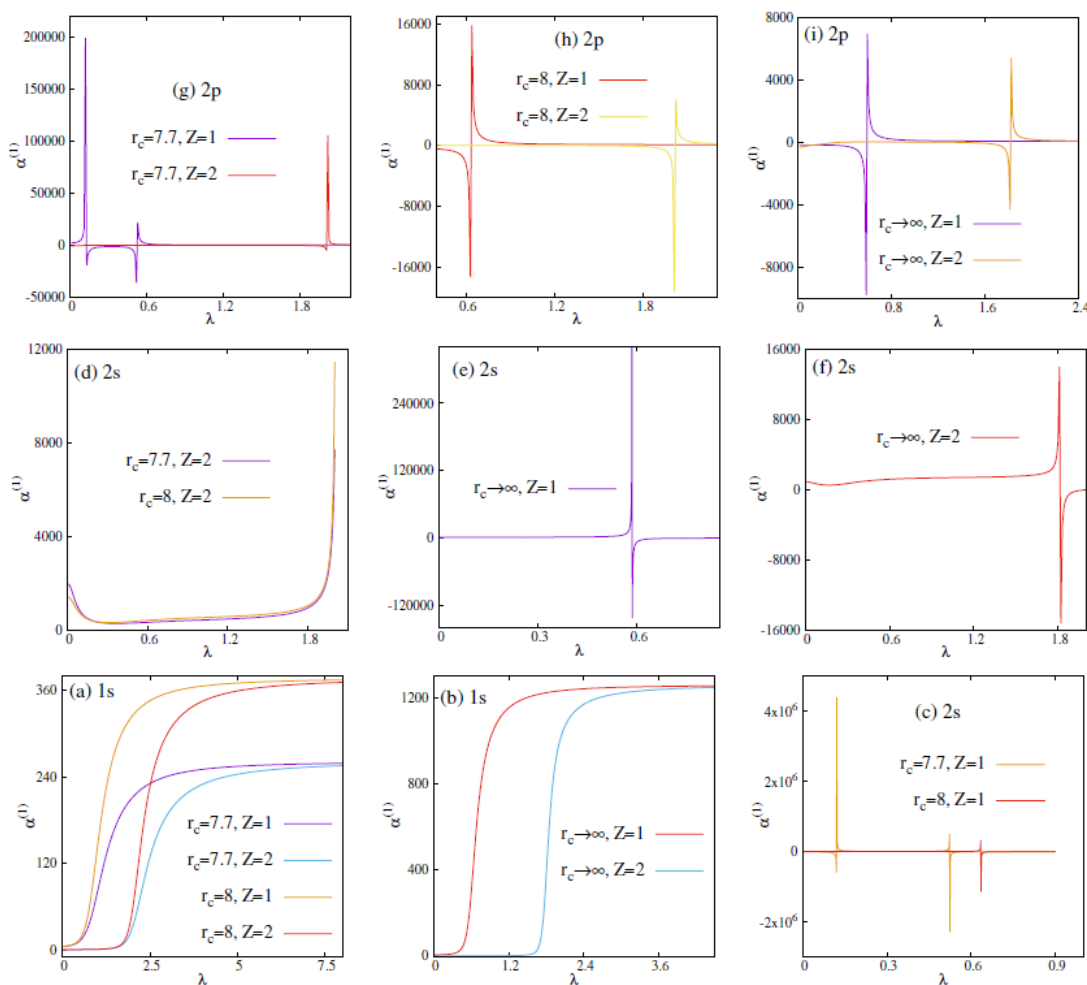 (g) 2p
r_c=7.7, Z=1
r_c=7.7, Z=2
α^(1)
200000
150000
100000
50000
0
-50000
0 0.6 1.2 1.8
λ
(h) 2p
r_c=8, Z=1
r_c=8, Z=2
α^(1)
16000
8000
0
-8000
-16000
0.6 1.2 1.8
λ
(i) 2p
r_c→∞, Z=1
r_c→∞, Z=2
α^(1)
8000
4000
0
-4000
-8000
0 0.6 1.2 1.8 2.4
λ
(d) 2s
r_c=7.7, Z=2
r_c=8, Z=2
α^(1)
12000
8000
4000
0
0 0.6 1.2 1.8
λ
(e) 2s
r_c→∞, Z=1
α^(1)
240000
120000
0
-120000
0 0.3 0.6
λ
(f) 2s
r_c→∞, Z=2
α^(1)
16000
8000
0
-8000
-16000
0 0.6 1.2 1.8
λ
(a) 1s
r_c=7.7, Z=1
r_c=7.7, Z=2
r_c=8, Z=1
r_c=8, Z=2
α^(1)
360
240
120
0
0 2.5 5 7.5
λ
(b) 1s
r_c→∞, Z=1
r_c→∞, Z=2
α^(1)
1200
800
400
0
0 1.2 2.4 3.6
λ
(c) 2s
r_c=7.7, Z=1
r_c=8, Z=1
α^(1)
4x10^6
2x10^6
0
-2x10^6
0 0.3 0.6 0.9
λ